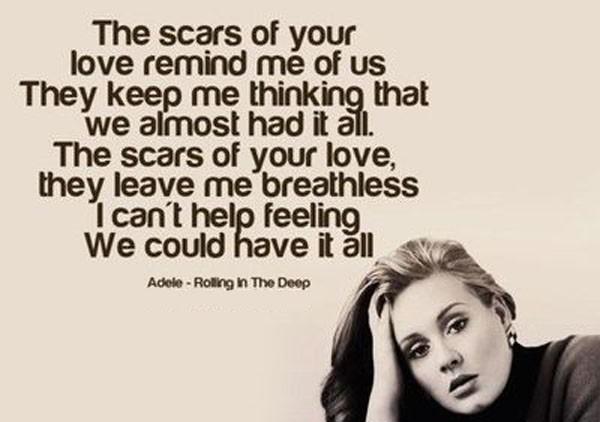 The scars of your
love remind me of us
They keep me thinking that
we almost had it all.
The scars of your love,
they leave me breathless
I can´t help feeling
We could have it all
Adele - Rolling In The Deep